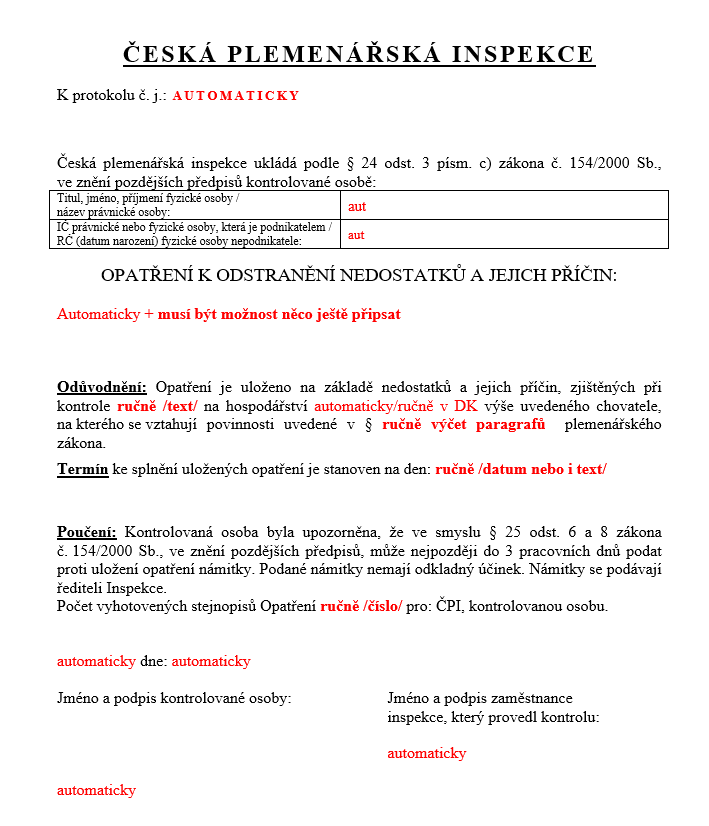 ČESKÁ PLEMENÁŘSKÁ INSPEKCE
K protokolu č. j.: AUTOMATICKY
Česká plemenářská inspekce ukládá podle § 24 odst. 3 písm. c) zákona č. 154/2000 Sb.,
ve znění pozdějších předpisů kontrolované osobě:
Titul, jméno, příjmení fyzické osoby /
název právnické osoby:
aut
IČ právnické nebo fyzické osoby, která je podnikatelem /
RČ (datum narození) fyzické osoby nepodnikatele:
aut
OPATŘENÍ K ODSTRANĚNÍ NEDOSTATKŮ A JEJICH PŘÍČIN:
Automaticky + musí být možnost něco ještě připsat
Odůvodnění: Opatření je uloženo na základě nedostatků a jejich příčin, zjištěných při
kontrole ručně /text/ na hospodářství automaticky/ručně v DK výše uvedeného chovatele,
na kterého se vztahují povinnosti uvedené v § ručně výčet paragrafů plemenářského
zákona.
Termín ke splnění uložených opatření je stanoven na den: ručně /datum nebo i text/
Poučení: Kontrolovaná osoba byla upozorněna, že ve smyslu § 25 odst. 6 a 8 zákona
č. 154/2000 Sb., ve znění pozdějších předpisů, může nejpozději do 3 pracovních dnů podat
proti uložení opatření námitky. Podané námitky nemají odkladný účinek. Námitky se podávají
řediteli Inspekce.
Počet vyhotovených stejnopisů Opatření ručně /číslo/ pro: ČPI, kontrolovanou osobu.
automaticky dne: automaticky
Jméno a podpis kontrolované osoby:
Jméno a podpis zaměstnance
inspekce, který provedl kontrolu:
automaticky
automaticky